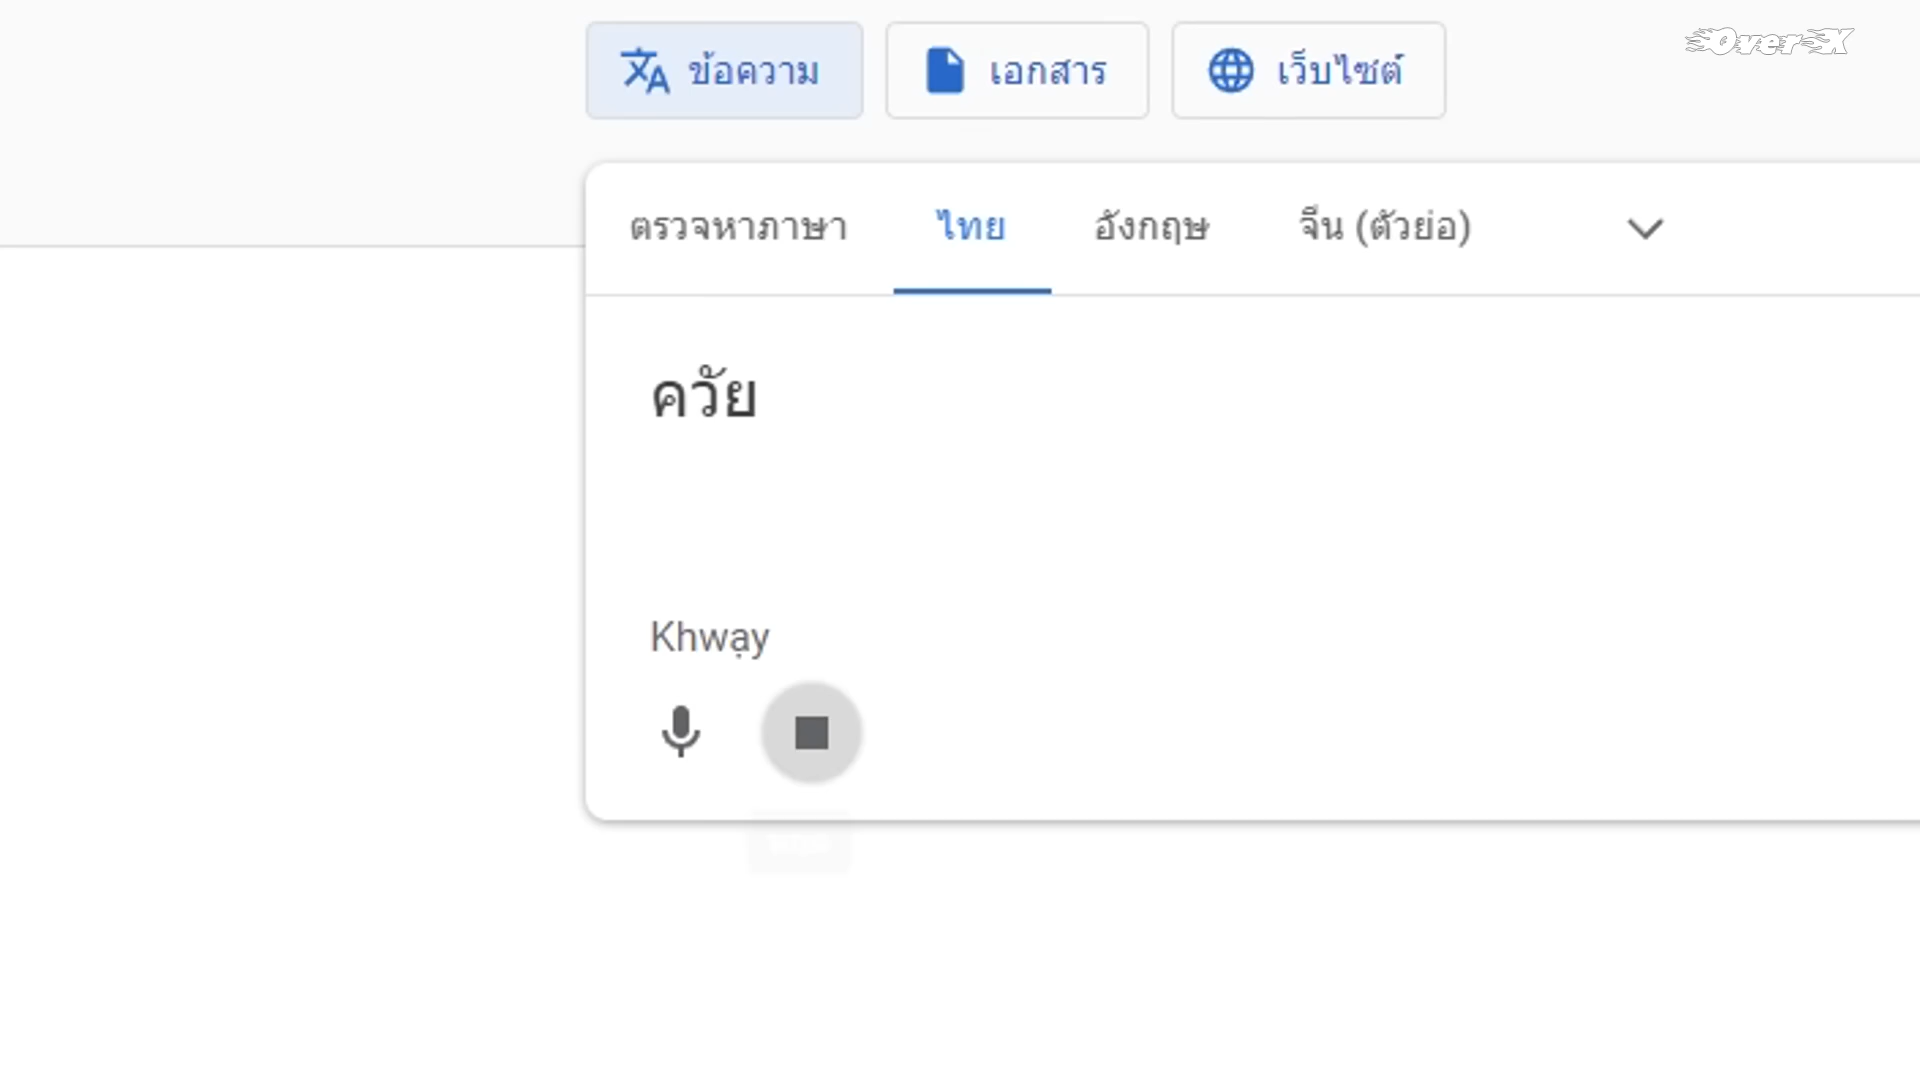 Over-X
ข้อความ เอกสาร เว็บไซต์
ตรวจหาภาษา ไทย อังกฤษ จีน (ตัวย่อ)
ควัย
Khwạy